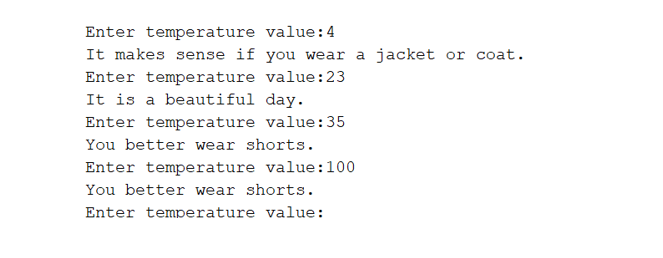 Enter temperature value:4
It makes sense if you wear a jacket or coat.
Enter temperature value:23
It is a beautiful day.
Enter temperature value:35
You better wear shorts.
Enter temperature value:100
You better wear shorts.
Enter temperature value: